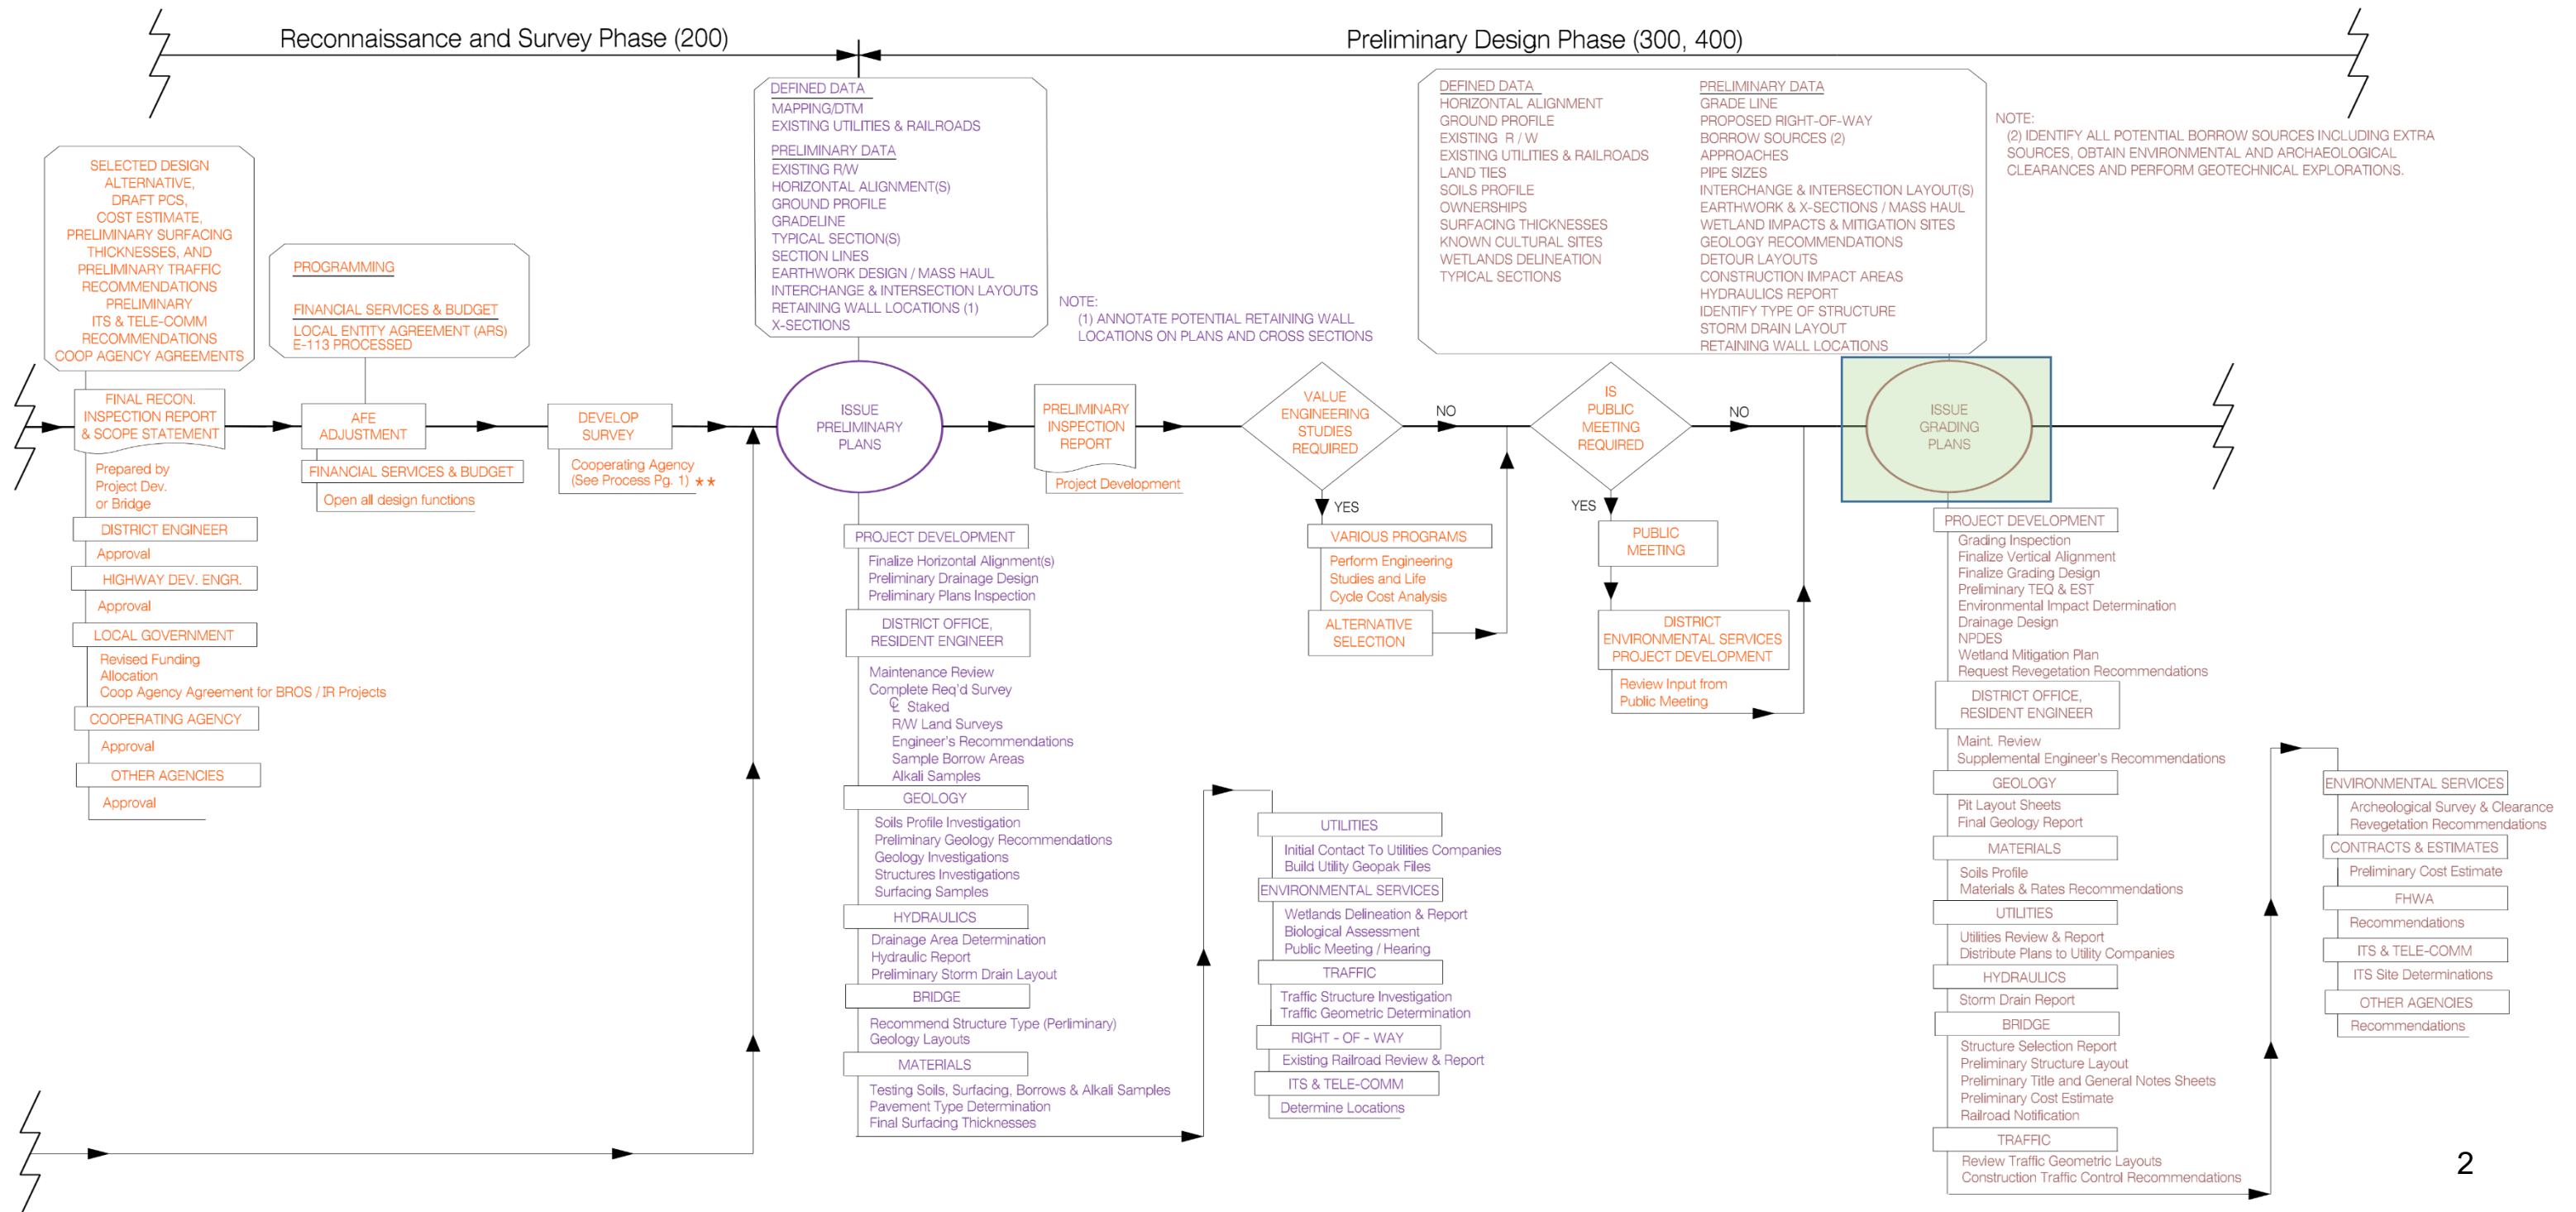 Reconnaissance and Survey Phase (200)
Preliminary Design Phase (300, 400)
SELECTED DESIGN
ALTERNATIVE,
DRAFT PCS,
COST ESTIMATE,
PRELIMINARY SURFACING
THICKNESSES, AND
PRELIMINARY TRAFFIC
RECOMMENDATIONS
PRELIMINARY
ITS & TELE-COMM
RECOMMENDATIONS
COOP AGENCY AGREEMENTS
PROGRAMMING
FINANCIAL SERVICES & BUDGET
LOCAL ENTITY AGREEMENT (ARS)
E-113 PROCESSED
DEFINED DATA
MAPPING/DTM
EXISTING UTILITIES & RAILROADS
PRELIMINARY DATA
EXISTING R/W
HORIZONTAL ALIGNMENT(S)
GROUND PROFILE
GRADELINE
TYPICAL SECTION(S)
SECTION LINES
EARTHWORK DESIGN / MASS HAUL
INTERCHANGE & INTERSECTION LAYOUTS
RETAINING WALL LOCATIONS (1)
X-SECTIONS
NOTE:
(1) ANNOTATE POTENTIAL RETAINING WALL
LOCATIONS ON PLANS AND CROSS SECTIONS
DEFINED DATA
HORIZONTAL ALIGNMENT
GROUND PROFILE
EXISTING R / W
EXISTING UTILITIES & RAILROADS
LAND TIES
SOILS PROFILE
OWNERSHIPS
SURFACING THICKNESSES
KNOWN CULTURAL SITES
WETLANDS DELINEATION
TYPICAL SECTIONS
PRELIMINARY DATA
GRADE LINE
PROPOSED RIGHT-OF-WAY
BORROW SOURCES (2)
APPROACHES
PIPE SIZES
INTERCHANGE & INTERSECTION LAYOUT(S)
EARTHWORK & X-SECTIONS / MASS HAUL
WETLAND IMPACTS & MITIGATION SITES
GEOLOGY RECOMMENDATIONS
DETOUR LAYOUTS
CONSTRUCTION IMPACT AREAS
HYDRAULICS REPORT
IDENTIFY TYPE OF STRUCTURE
STORM DRAIN LAYOUT
RETAINING WALL LOCATIONS
NOTE:
(2) IDENTIFY ALL POTENTIAL BORROW SOURCES INCLUDING EXTRA
SOURCES, OBTAIN ENVIRONMENTAL AND ARCHAEOLOGICAL
CLEARANCES AND PERFORM GEOTECHNICAL EXPLORATIONS.
FINAL RECON.
INSPECTION REPORT
& SCOPE STATEMENT
Prepared by
Project Dev.
or Bridge
DISTRICT ENGINEER
Approval
HIGHWAY DEV. ENGR.
Approval
LOCAL GOVERNMENT
Revised Funding
Allocation
Coop Agency Agreement for BROS / IR Projects
COOPERATING AGENCY
Approval
OTHER AGENCIES
Approval
AFE
ADJUSTMENT
FINANCIAL SERVICES & BUDGET
Open all design functions
DEVELOP
SURVEY
Cooperating Agency
(See Process Pg. 1) **
ISSUE
PRELIMINARY
PLANS
PROJECT DEVELOPMENT
Finalize Horizontal Alignment(s)
Preliminary Drainage Design
Preliminary Plans Inspection
DISTRICT OFFICE,
RESIDENT ENGINEER
Maintenance Review
Complete Req'd Survey
℄ Staked
R/W Land Surveys
Engineer's Recommendations
Sample Borrow Areas
Alkali Samples
GEOLOGY
Soils Profile Investigation
Preliminary Geology Recommendations
Geology Investigations
Structures Investigations
Surfacing Samples
HYDRAULICS
Drainage Area Determination
Hydraulic Report
Preliminary Storm Drain Layout
BRIDGE
Recommend Structure Type (Perliminary)
Geology Layouts
MATERIALS
Testing Soils, Surfacing, Borrows & Alkali Samples
Pavement Type Determination
Final Surfacing Thicknesses
UTILITIES
Initial Contact To Utilities Companies
Build Utility Geopak Files
ENVIRONMENTAL SERVICES
Wetlands Delineation & Report
Biological Assessment
Public Meeting / Hearing
TRAFFIC
Traffic Structure Investigation
Traffic Geometric Determination
RIGHT - OF - WAY
Existing Railroad Review & Report
ITS & TELE-COMM
Determine Locations
PRELIMINARY
INSPECTION
REPORT
Project Development
VALUE
ENGINEERING
STUDIES
REQUIRED
NO
YES
VARIOUS PROGRAMS
Perform Engineering
Studies and Life
Cycle Cost Analysis
ALTERNATIVE
SELECTION
IS
PUBLIC
MEETING
REQUIRED
NO
YES
PUBLIC
MEETING
DISTRICT
ENVIRONMENTAL SERVICES
PROJECT DEVELOPMENT
Review Input from
Public Meeting
ISSUE
GRADING
PLANS
PROJECT DEVELOPMENT
Grading Inspection
Finalize Vertical Alignment
Finalize Grading Design
Preliminary TEQ & EST
Environmental Impact Determination
Drainage Design
NPDES
Wetland Mitigation Plan
Request Revegetation Recommendations
DISTRICT OFFICE,
RESIDENT ENGINEER
Maint. Review
Supplemental Engineer's Recommendations
GEOLOGY
Pit Layout Sheets
Final Geology Report
MATERIALS
Soils Profile
Materials & Rates Recommendations
UTILITIES
Utilities Review & Report
Distribute Plans to Utility Companies
HYDRAULICS
Storm Drain Report
BRIDGE
Structure Selection Report
Preliminary Structure Layout
Preliminary Title and General Notes Sheets
Preliminary Cost Estimate
Railroad Notification
TRAFFIC
Review Traffic Geometric Layouts
Construction Traffic Control Recommendations
ENVIRONMENTAL SERVICES
Archeological Survey & Clearance
Revegetation Recommendations
CONTRACTS & ESTIMATES
Preliminary Cost Estimate
FHWA
Recommendations
ITS & TELE-COMM
ITS Site Determinations
OTHER AGENCIES
Recommendations
2